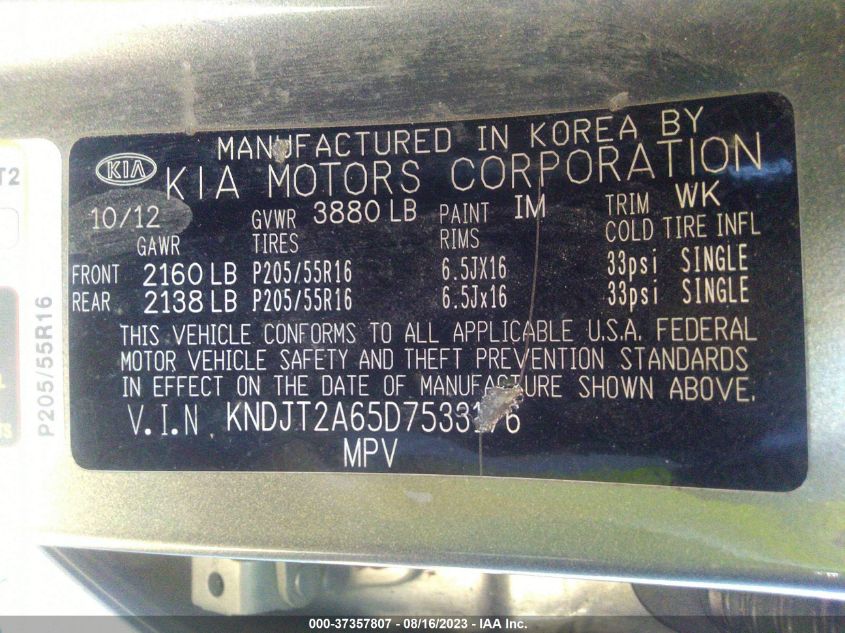 T2
P205/55R16
MANUFACTURED IN KOREA BY
KIA KIA MOTORS CORPORATION
10/12 GVWR 3880 LB PAINT IM TRIM WK
GAWR TIRES RIMS COLD TIRE INFL
FRONT 2160 LB P205/55R16 6.5JX16 33psi SINGLE
REAR 2138 LB P205/55R16 6.5Jx16 33psi SINGLE
THIS VEHICLE CONFORMS TO ALL APPLICABLE U.S.A. FEDERAL
MOTOR VEHICLE SAFETY AND THEFT PREVENTION STANDARDS
IN EFFECT ON THE DATE OF MANUFACTURE SHOWN ABOVE.
V.I.N
MPV
000-37357807 - 08/16/2023 - © IAA, Inc.